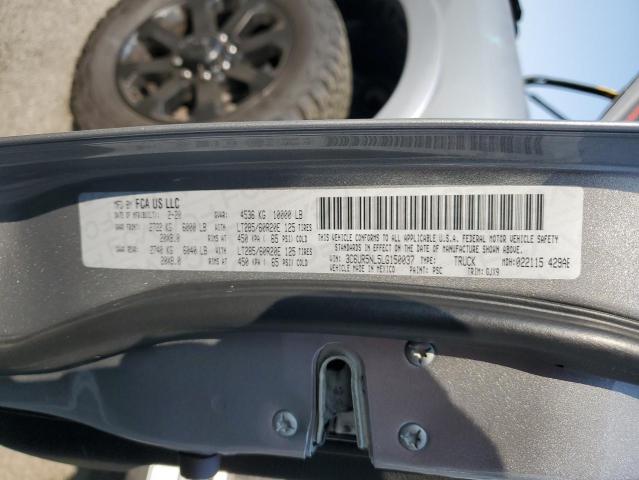 MFD BY FCA US LLC
DATE OF MFR(BUILT): 2-20 GVWR: 4536 KG 10000 LB
GAWR FRONT: 2722 KG 6000 LB WITH LT285/60R20E 125 TIRES
20X8.0 RIMS AT 450 KPA ( 65 PSI) COLD
GAWR REAR: 2740 KG 6040 LB WITH LT285/60R20E 125 TIRES
20X8.0 RIMS AT 450 KPA ( 65 PSI) COLD
THIS VEHICLE CONFORMS TO ALL APPLICABLE U.S.A. FEDERAL MOTOR VEHICLE SAFETY
STANDARDS IN EFFECT ON THE DATE OF MANUFACTURE SHOWN ABOVE.
VIN: 3C6UR5NL5LG150037 TYPE: TRUCK MDH: 022115 429AE
VEHICLE MADE IN MEXICO PAINT: PSC TRIM: GJX9